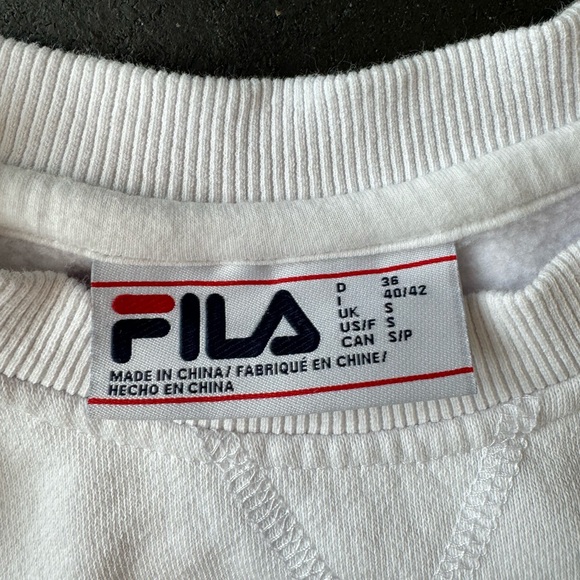 FILA
D 36
I 40/42
UK S
US/F S
CAN S/P
MADE IN CHINA/ FABRIQUÉ EN CHINE/
HECHO EN CHINA